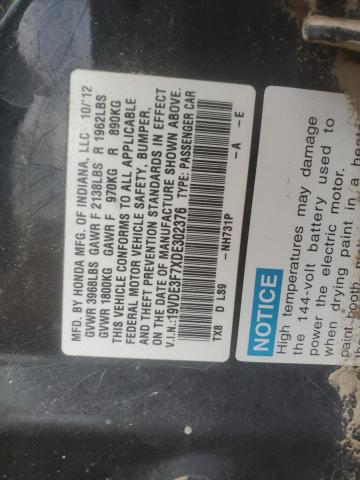 MFD. BY HONDA MFG. OF INDIANA, LLC 10/12
GVWR 3968LBS GAWR F 2138LBS R 1962LBS
GVWR 1800KG GAWR F 970KG R 890KG
THIS VEHICLE CONFORMS TO ALL APPLICABLE
FEDERAL MOTOR VEHICLE SAFETY, BUMPER,
AND THEFT PREVENTION STANDARDS IN EFFECT
ON THE DATE OF MANUFACTURE SHOWN ABOVE.
V.I.N.: 19VDE3F7XDE302376 TYPE: PASSENGER CAR
NH731P -A -E
TX8 D LS9
NOTICE
High temperatures may damage
the 144-volt battery used to
power the electric motor.
when drying paint in a
paint booth